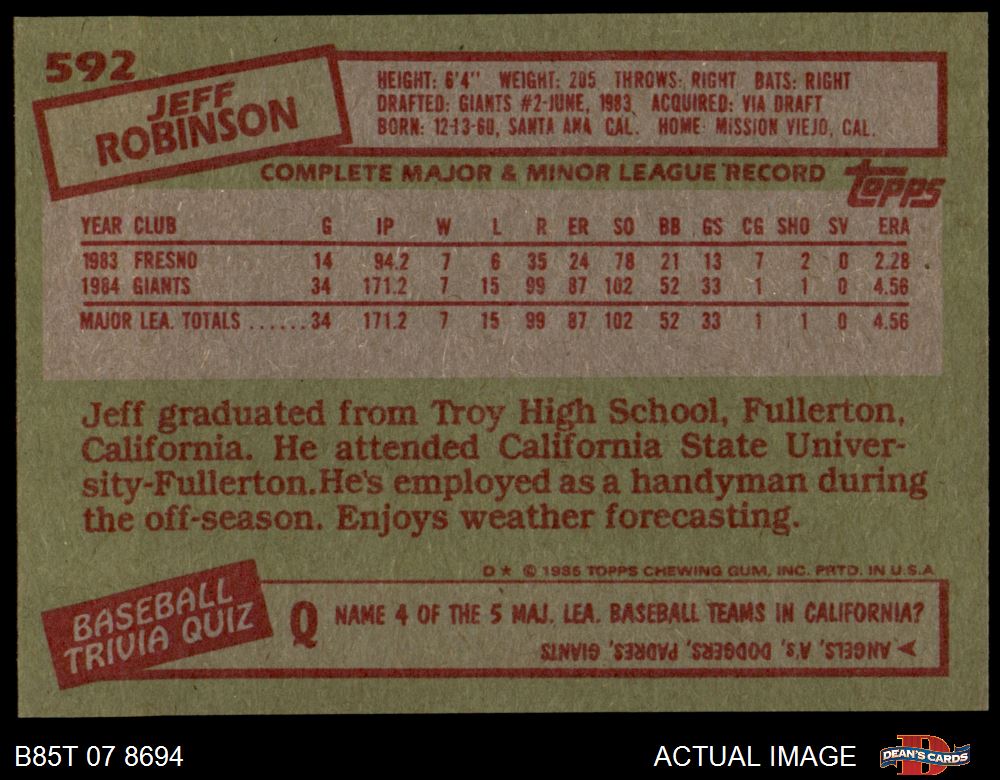 592
JEFF
ROBINSON
HEIGHT: 6'4" WEIGHT: 205 THROWS: RIGHT BATS: RIGHT
DRAFTED: GIANTS #2-JUNE, 1983 ACQUIRED: VIA DRAFT
BORN: 12-13-60, SANTA ANA CAL. HOME: MISSION VIEJO, CAL.
COMPLETE MAJOR & MINOR LEAGUE RECORD
topps
YEAR CLUB G IP W L R ER SO BB GS CG SHO SV ERA
1983 FRESNO 14 94.2 7 6 35 24 78 21 13 7 2 0 2.28
1984 GIANTS 34 171.2 7 15 99 87 102 52 33 1 1 0 4.56
MAJOR LEA. TOTALS ......34 171.2 7 15 99 87 102 52 33 1 1 0 4.56
Jeff graduated from Troy High School, Fullerton,
California. He attended California State Univer-
sity-Fullerton.He's employed as a handyman during
the off-season. Enjoys weather forecasting.
D * © 1985 TOPPS CHEWING GUM, INC. PRTD. IN U.S.A
BASEBALL
TRIVIA QUIZ
Q NAME 4 OF THE 5 MAJ. LEA. BASEBALL TEAMS IN CALIFORNIA?
ANGELS, A's, DODGERS, PADRES, GIANTS
B85T 07 8694
ACTUAL IMAGE
D
DEAN'S CARDS